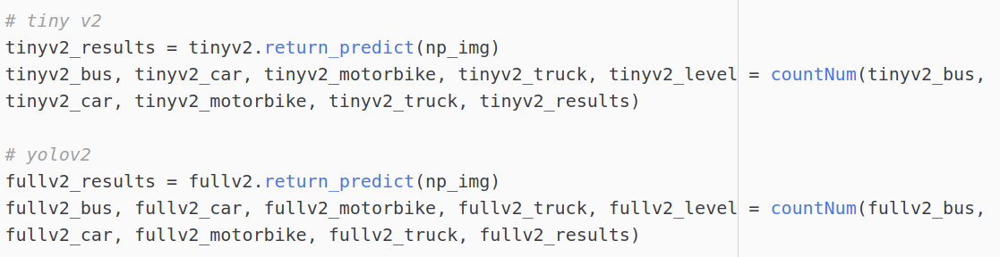 # tiny v2
tinyv2_results = tinyv2.return_predict(np_img)
tinyv2_bus, tinyv2_car, tinyv2_motorbike, tinyv2_truck, tinyv2_level = countNum(tinyv2_bus,
tinyv2_car, tinyv2_motorbike, tinyv2_truck, tinyv2_results)
# yolov2
fullv2_results = fullv2.return_predict(np_img)
fullv2_bus, fullv2_car, fullv2_motorbike, fullv2_truck, fullv2_level = countNum(fullv2_bus,
fullv2_car, fullv2_motorbike, fullv2_truck, fullv2_results)